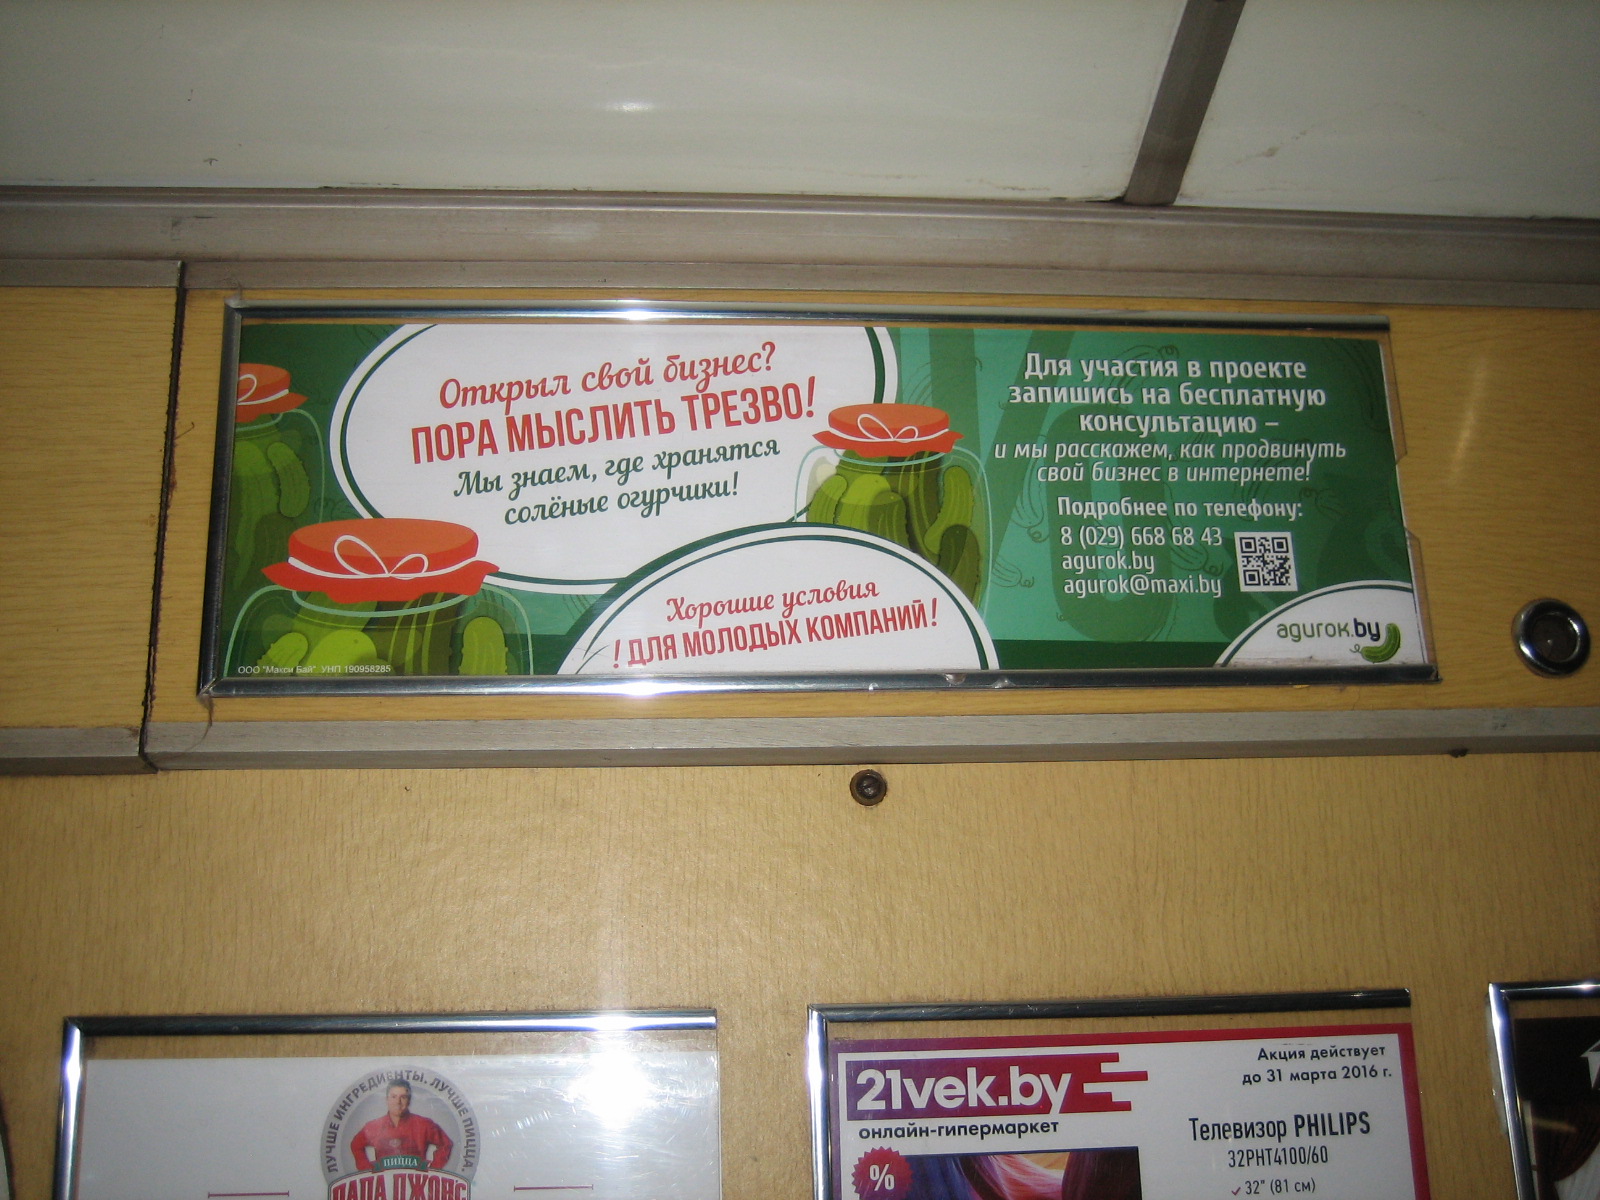 Открыл свой бизнес?
ПОРА МЫСЛИТЬ ТРЕЗВО!
Мы знаем, где хранятся
солёные огурчики!
Хорошие условия
! ДЛЯ МОЛОДЫХ КОМПАНИЙ !
ООО "Макси Бай". УНП 190958285
Для участия в проекте
запишись на бесплатную
консультацию –
и мы расскажем, как продвинуть
свой бизнес в интернете!
Подробнее по телефону:
8 (029) 668 68 43
agurok.by
agurok@maxi.by
agurok.by
ЛУЧШЕ ИНГРЕДИЕНТЫ. ЛУЧШЕ ПИЦЦА.
ПИЦЦА
ПАПА ДЖОНС
21vek.by
онлайн-гипермаркет
%
Акция действует
до 31 марта 2016 г.
Телевизор PHILIPS
32PHT4100/60
✓ 32" (81 см)